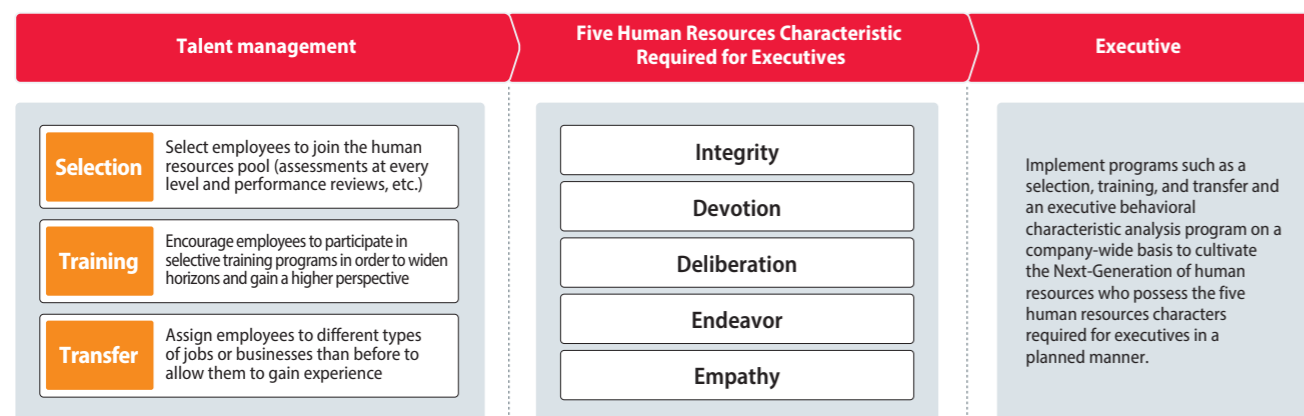 Talent management
Five Human Resources Characteristic
Required for Executives
Executive
Selection
Select employees to join the human
resources pool (assessments at every
level and performance reviews, etc.)
Training
Encourage employees to participate in
selective training programs in order to widen
horizons and gain a higher perspective
Transfer
Assign employees to different types
of jobs or businesses than before to
allow them to gain experience
Integrity
Devotion
Deliberation
Endeavor
Empathy
Implement programs such as a
selection, training, and transfer and
an executive behavioral
characteristic analysis program on a
company-wide basis to cultivate
the Next-Generation of human
resources who possess the five
human resources characters
required for executives in a
planned manner.